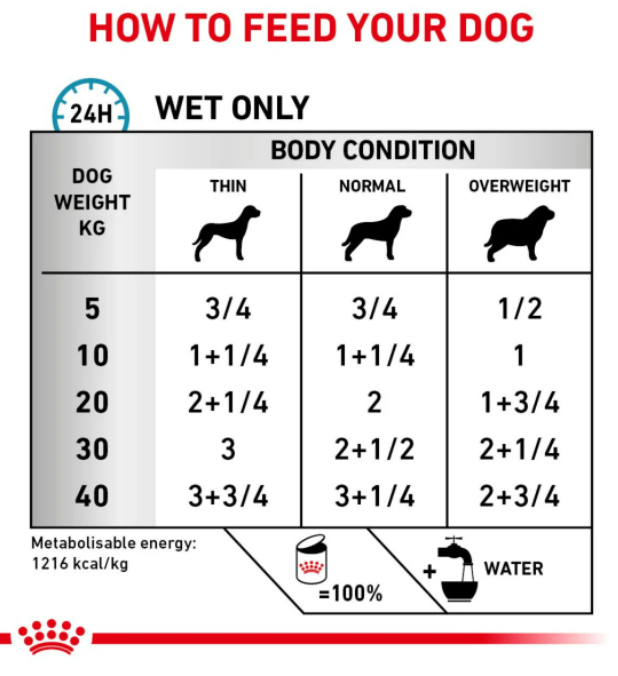 HOW TO FEED YOUR DOG
24H WET ONLY
BODY CONDITION
DOG
WEIGHT
KG
THIN NORMAL OVERWEIGHT
5 3/4 3/4 1/2
10 1+1/4 1+1/4 1
20 2+1/4 2 1+3/4
30 3 2+1/2 2+1/4
40 3+3/4 3+1/4 2+3/4
Metabolisable energy:
1216 kcal/kg
=100%
+ WATER